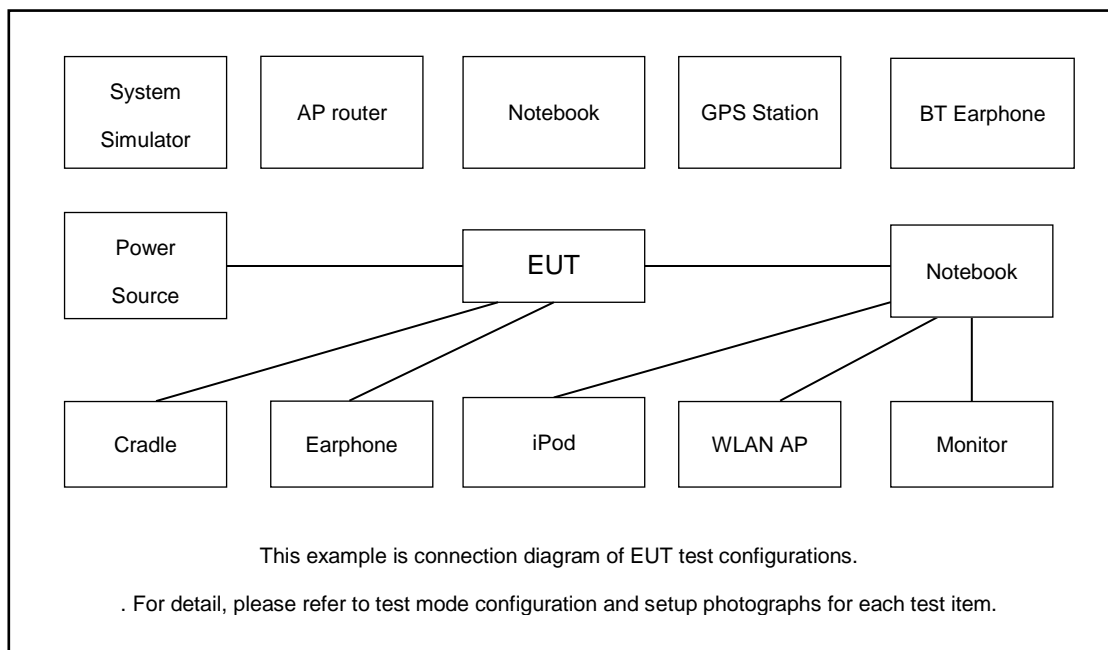 System
Simulator
AP router
Notebook
GPS Station
BT Earphone
Power
Source
EUT
Notebook
Cradle
Earphone
iPod
WLAN AP
Monitor
This example is connection diagram of EUT test configurations.
. For detail, please refer to test mode configuration and setup photographs for each test item.